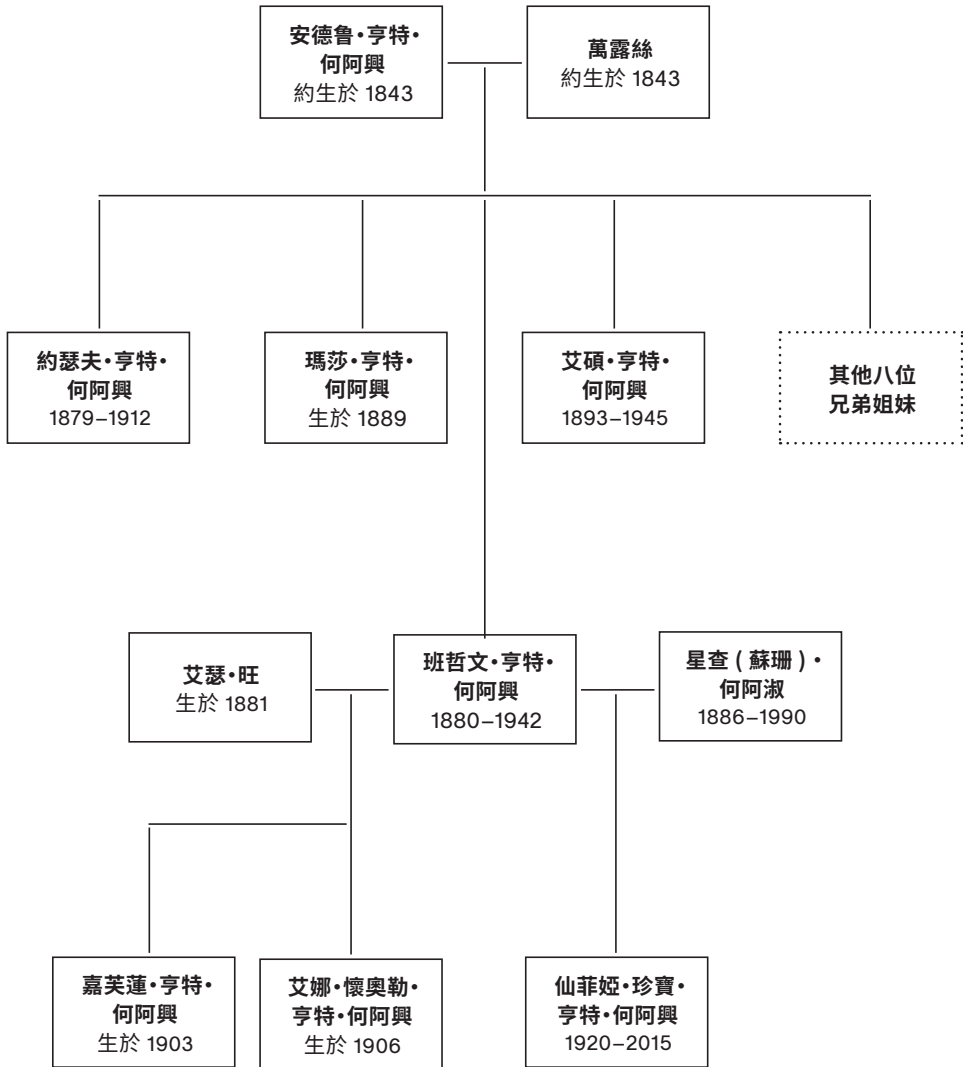 安德鲁・亨特・
何阿興
約生於 1843
萬露絲
約生於 1843
約瑟夫・亨特・
何阿興
1879–1912
瑪莎・亨特・
何阿興
生於 1889
艾碩・亨特・
何阿興
1893–1945
其他八位
兄弟姐妹
艾瑟・旺
生於 1881
班哲文・亨特・
何阿興
1880–1942
星查 ( 蘇珊 )・
何阿淑
1886–1990
嘉芙蓮・亨特・
何阿興
生於 1903
艾娜・懷奧勒・
亨特・何阿興
生於 1906
仙菲婭・珍寶・
亨特・何阿興
1920–2015